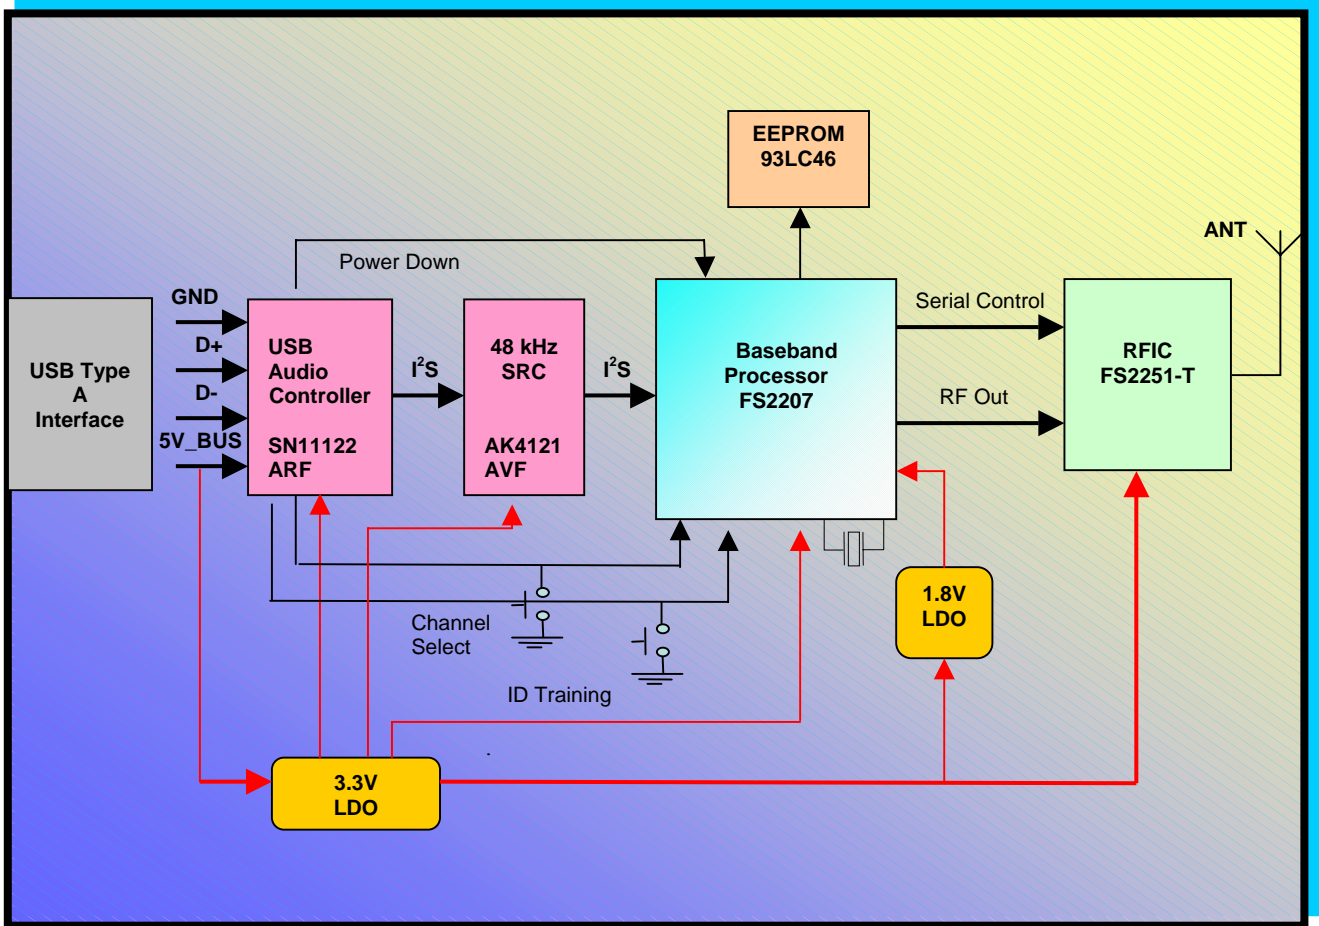 EEPROM
93LC46
ANT
Power Down
GND
D+
D-
5V_BUS
USB Type
A
Interface
USB
Audio
Controller
SN11122
ARF
I²S
48 kHz
SRC
AK4121
AVF
I²S
Baseband
Processor
FS2207
Serial Control
RF Out
RFIC
FS2251-T
Channel
Select
ID Training
1.8V
LDO
3.3V
LDO